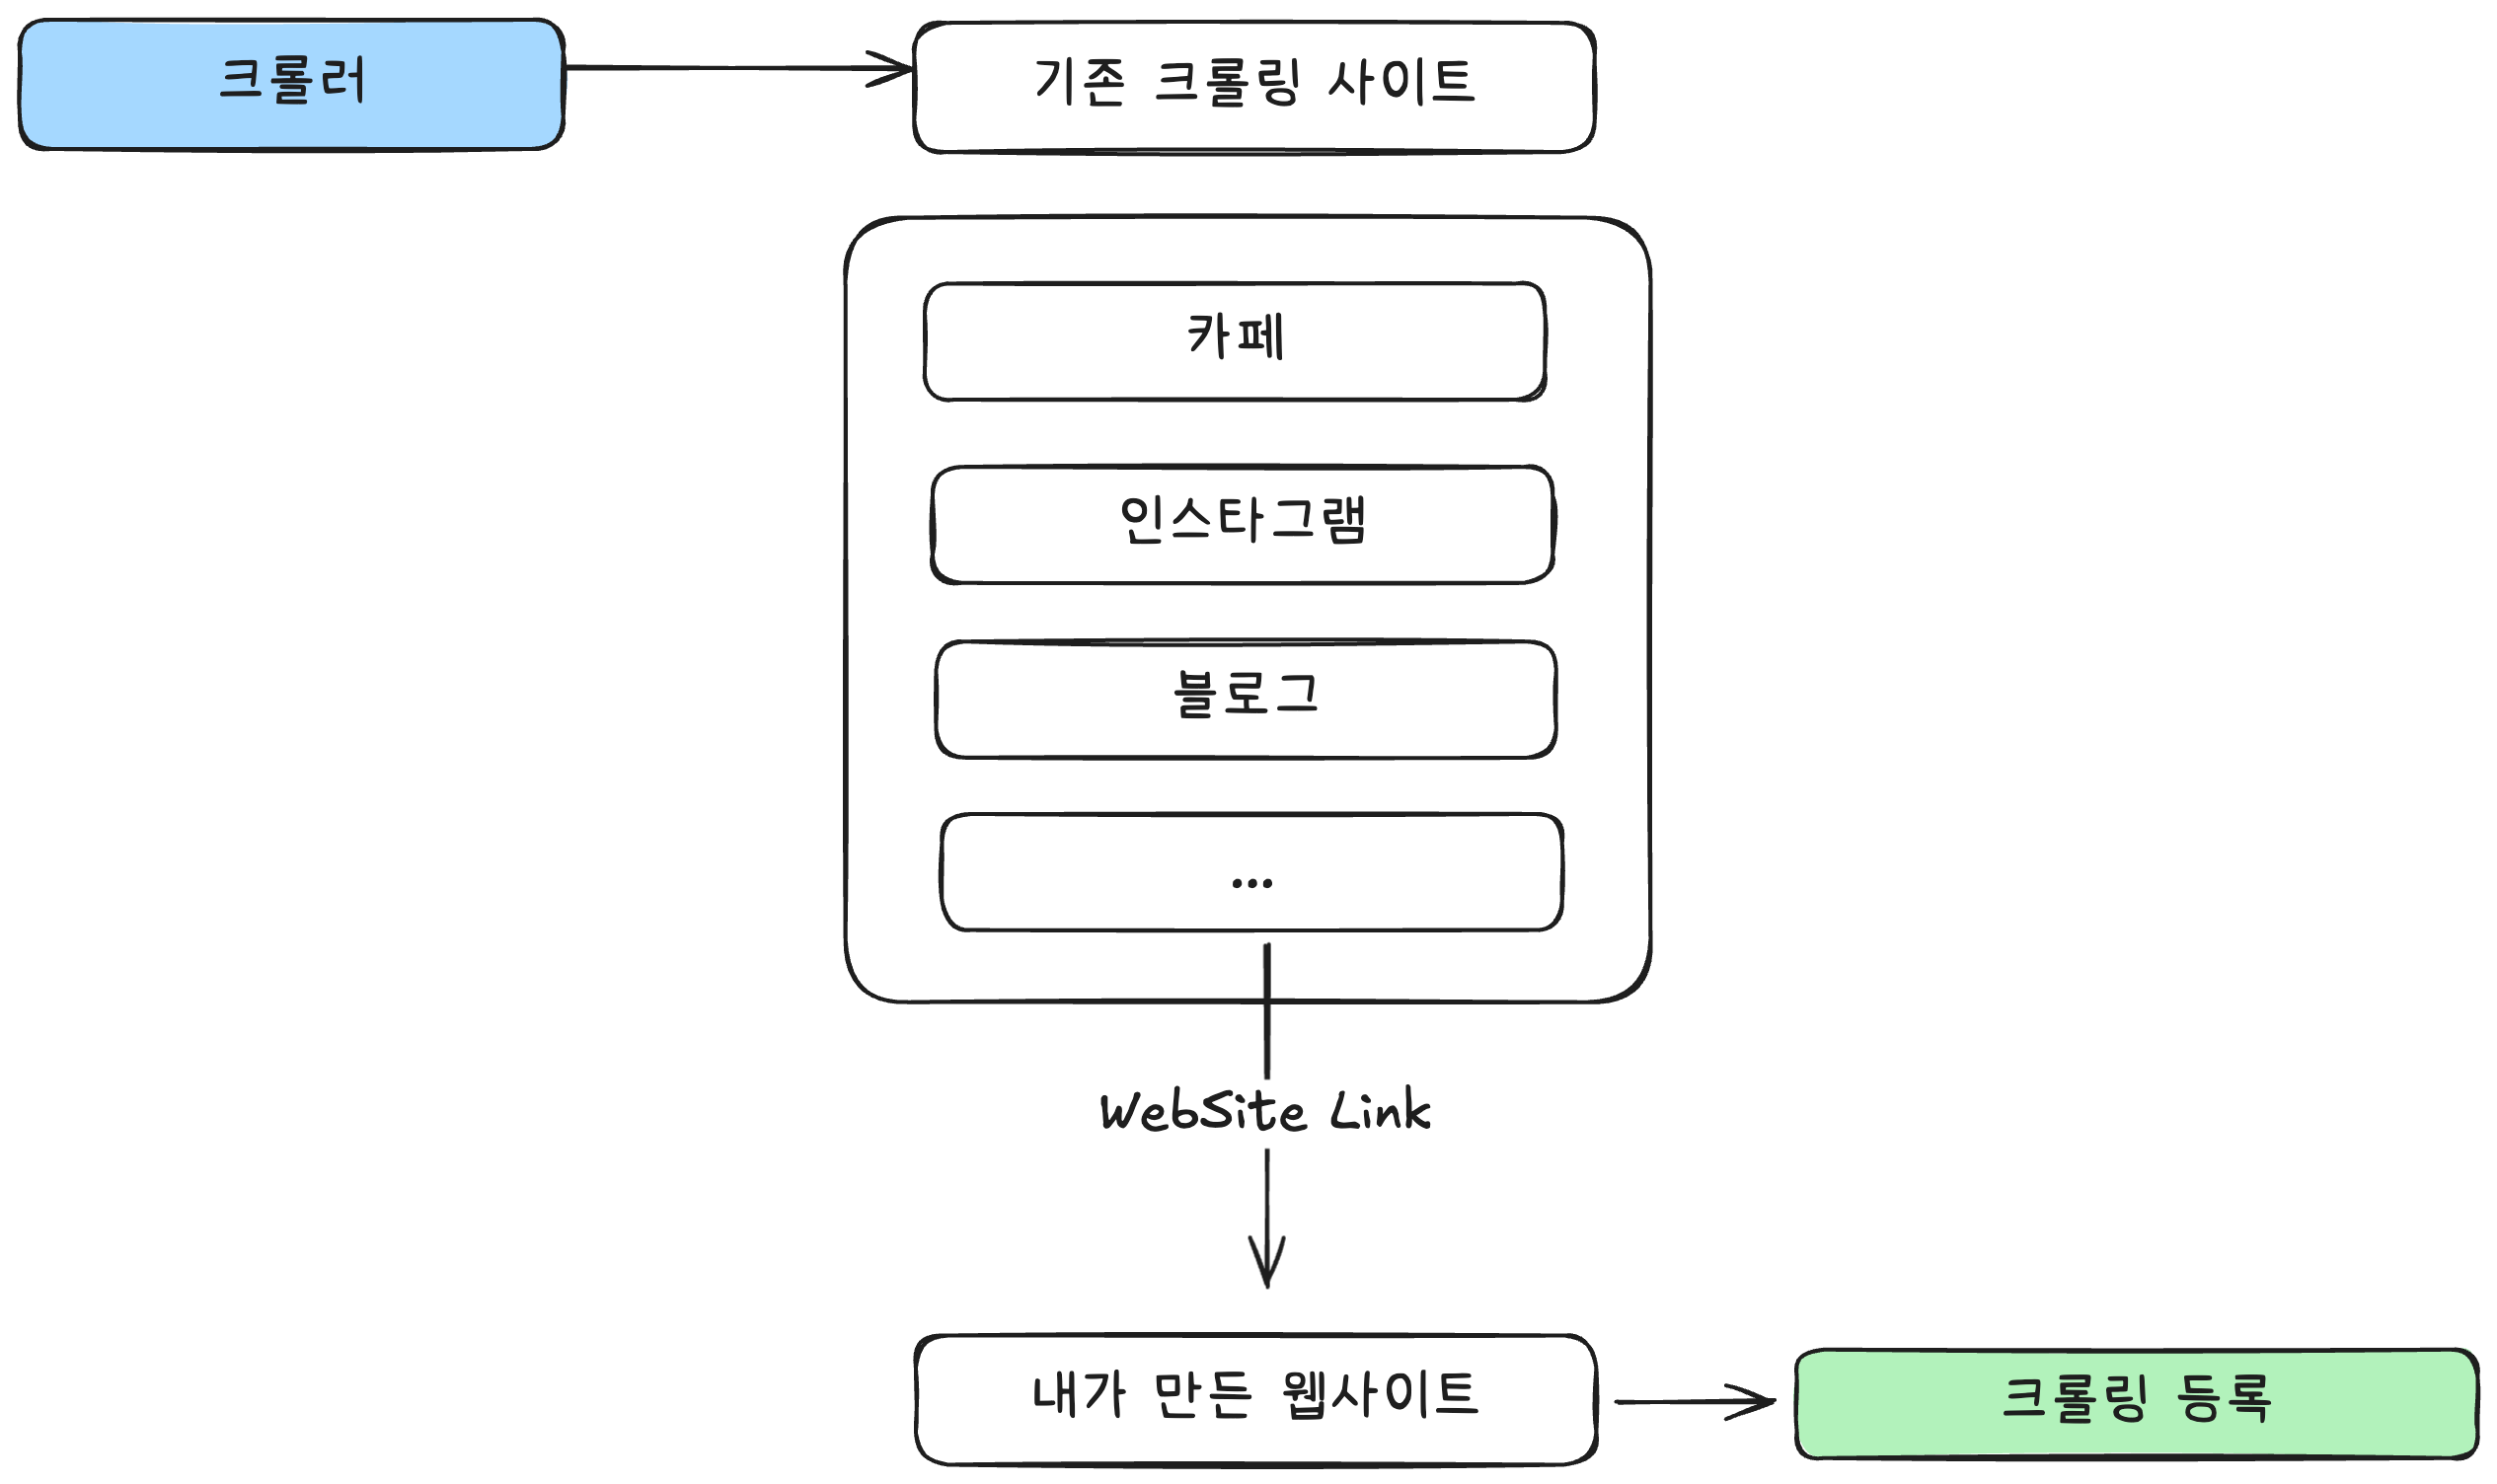 크롤러
기존 크롤링 사이트
카페
인스타그램
블로그
...
WebSite Link
내가 만든 웹사이트
크롤링 등록